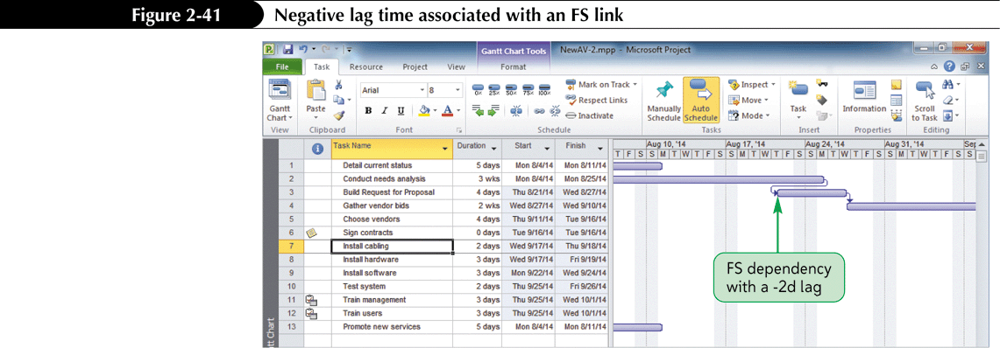 Figure 2-41 Negative lag time associated with an FS link
Gantt Chart Tools NewAV-2.mpp - Microsoft Project
File Task Resource Project View Format
Gantt Chart
Paste
Arial 8
B I U A
0× 25× 50× 75× 100×
Mark on Track
Respect Links
Inactivate
Manually Schedule
Auto Schedule
Inspect
Move
Mode
Task
Information
Scroll to Task
View Clipboard Font Schedule Tasks Insert Properties Editing
Task Name Duration Start Finish
Aug 10, '14 Aug 17, '14 Aug 24, '14 Aug 31, '14 Sep
T F S S M T W T F S S M T W T F S S M T W T F S S M T W T F S S
1 Detail current status 5 days Mon 8/4/14 Mon 8/11/14
2 Conduct needs analysis 3 wks Mon 8/4/14 Mon 8/25/14
3 Build Request for Proposal 4 days Thu 8/21/14 Wed 8/27/14
4 Gather vendor bids 2 wks Wed 8/27/14 Wed 9/10/14
5 Choose vendors 4 days Thu 9/11/14 Tue 9/16/14
6 Sign contracts 0 days Tue 9/16/14 Tue 9/16/14
7 Install cabling 2 days Wed 9/17/14 Thu 9/18/14
8 Install hardware 3 days Wed 9/17/14 Fri 9/19/14
9 Install software 3 days Mon 9/22/14 Wed 9/24/14
10 Test system 2 days Thu 9/25/14 Fri 9/26/14
11 Train management 3 days Thu 9/25/14 Wed 10/1/14
12 Train users 3 days Thu 9/25/14 Wed 10/1/14
13 Promote new services 5 days Mon 8/4/14 Mon 8/11/14
FS dependency
with a -2d lag
tt Chart